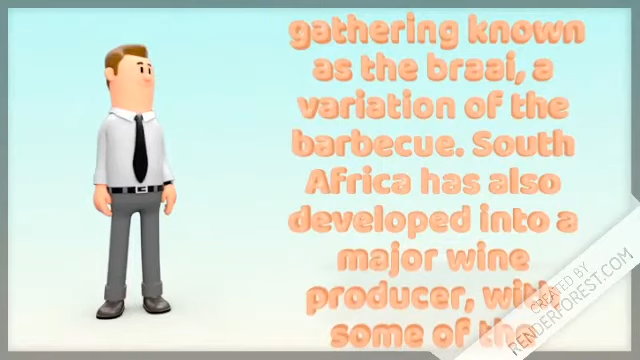 gathering known
as the braai, a
variation of the
barbecue. South
Africa has also
developed into a
major wine
producer, with
some of the
CREATED BY
RENDERFOREST.COM